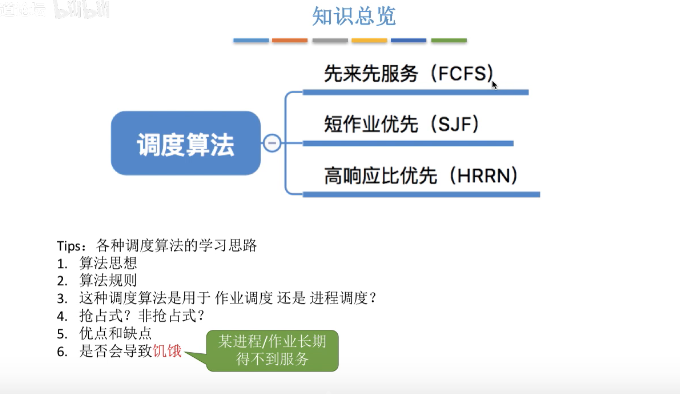 知识总览
先来先服务（FCFS）
调度算法
短作业优先（SJF）
高响应比优先（HRRN）
Tips：各种调度算法的学习思路
1. 算法思想
2. 算法规则
3. 这种调度算法是用于 作业调度 还是 进程调度？
4. 抢占式？非抢占式？
5. 优点和缺点
6. 是否会导致饥饿
某进程/作业长期
得不到服务